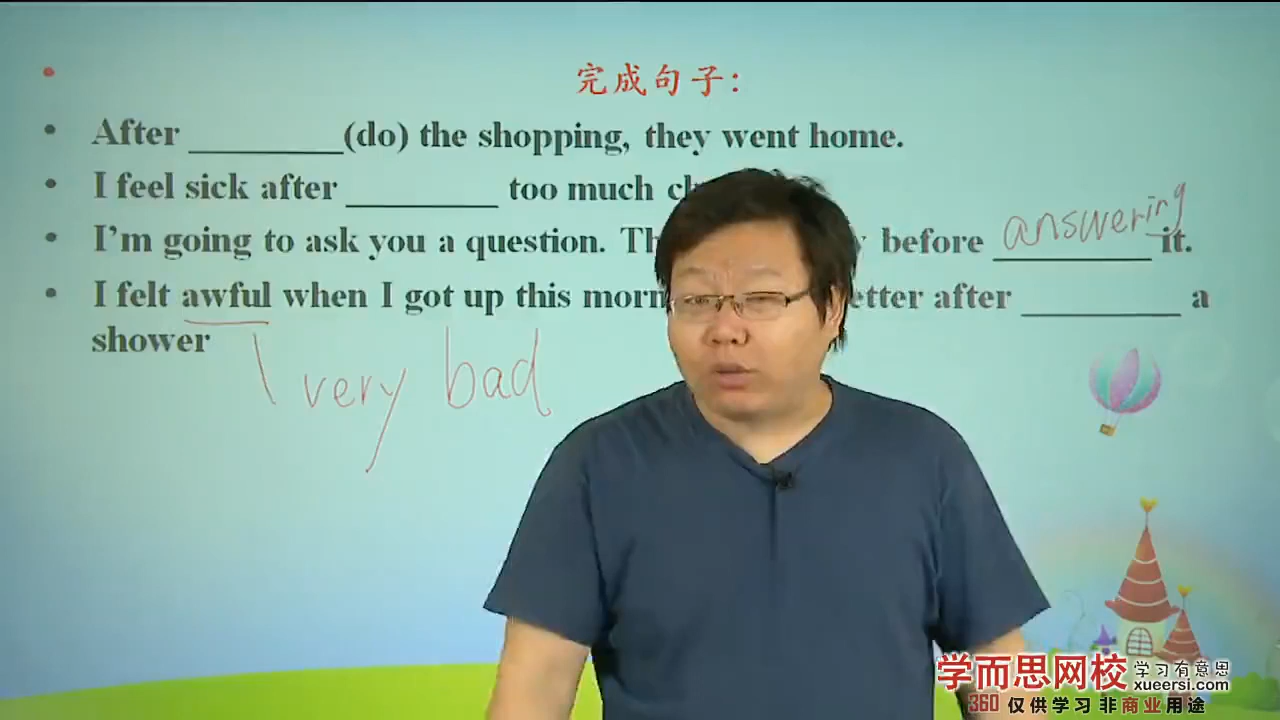 完成句子：
After ________(do) the shopping, they went home.
I feel sick after ________ too much
I'm going to ask you a question. before answering it.
I felt awful when I got up this after ________ a
shower
very bad
学而思网校 学习有意思
xueersi.com
360 仅供学习 非商业用途